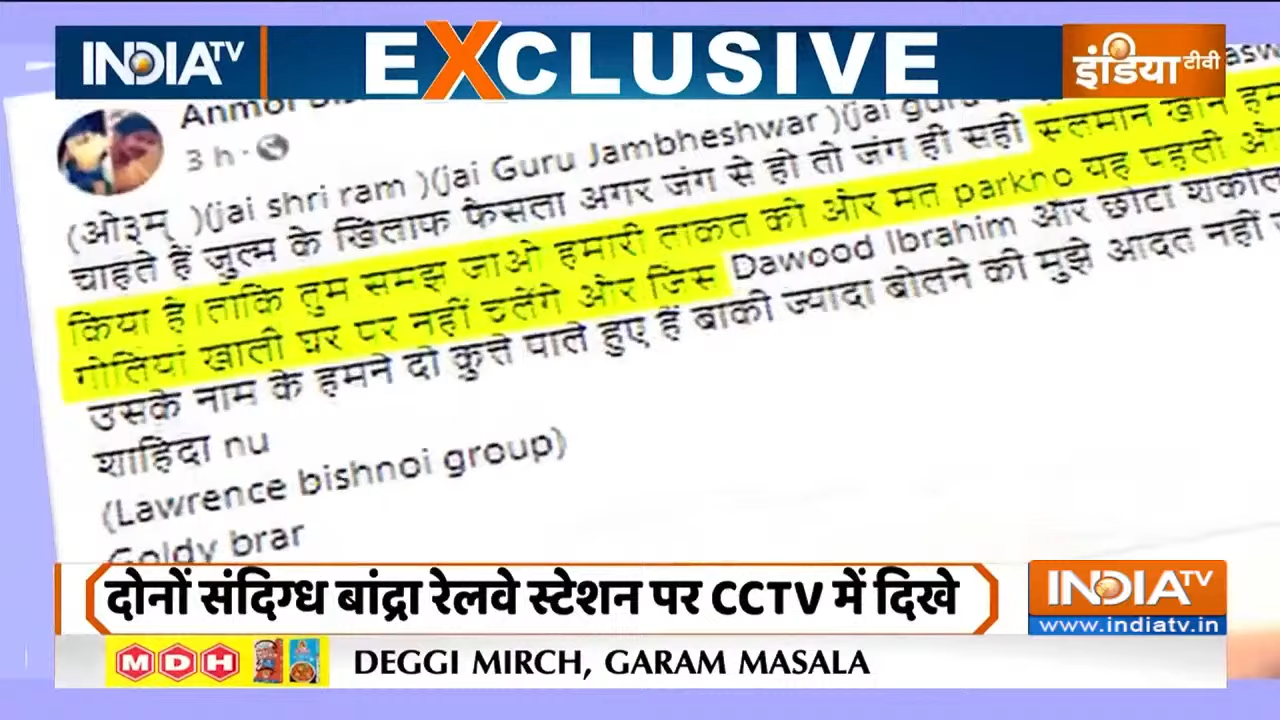 INDIA TV
EXCLUSIVE
इंडिया टीवी
3 h
(ओ३म् )(jai shri ram )(jai Guru Jambheshwar )(jai guru
चाहते हैं जुल्म के खिलाफ फैसला अगर जंग से हो तो जंग ही सही सलमान खान हम
किया है।ताकि तुम समझ जाओ हमारी ताकत को और मत parkho यह पहली और
गोलियां खाली घर पर नहीं चलेंगे और जिस Dawood Ibrahim और छोटा शकील
उसके नाम के हमने दो कुत्ते पाले हुए हैं बाकी ज्यादा बोलने की मुझे आदत नहीं
(Lawrence bishnoi group)
Goldy brar
दोनों संदिग्ध बांद्रा रेलवे स्टेशन पर CCTV में दिखे
INDIA TV
www.indiatv.in
MDH DEGGI MIRCH, GARAM MASALA